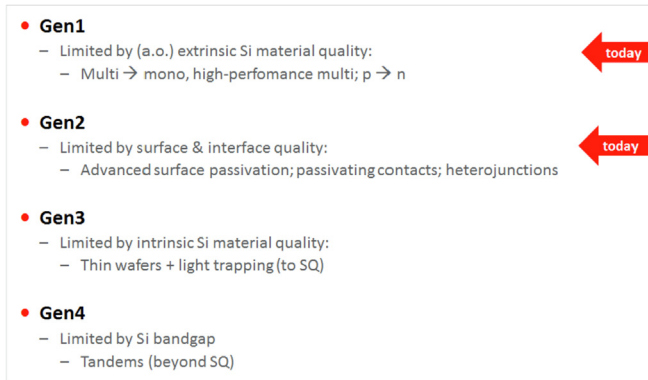 • Gen1
– Limited by (a.o.) extrinsic Si material quality:
today
– Multi → mono, high-perfomance multi; p → n
• Gen2
– Limited by surface & interface quality:
today
– Advanced surface passivation; passivating contacts; heterojunctions
• Gen3
– Limited by intrinsic Si material quality:
– Thin wafers + light trapping (to SQ)
• Gen4
– Limited by Si bandgap
– Tandems (beyond SQ)